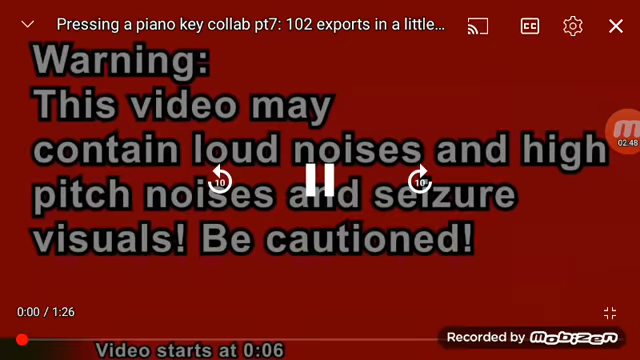 Pressing a piano key collab pt7: 102 exports in a little...
CC
M
02:48
Warning:
This video may
contain loud noises and high
pitch noises and seizure
visuals! Be cautioned!
10
10
0:00 / 1:26
Recorded by MOBIZEN
Video starts at 0:06